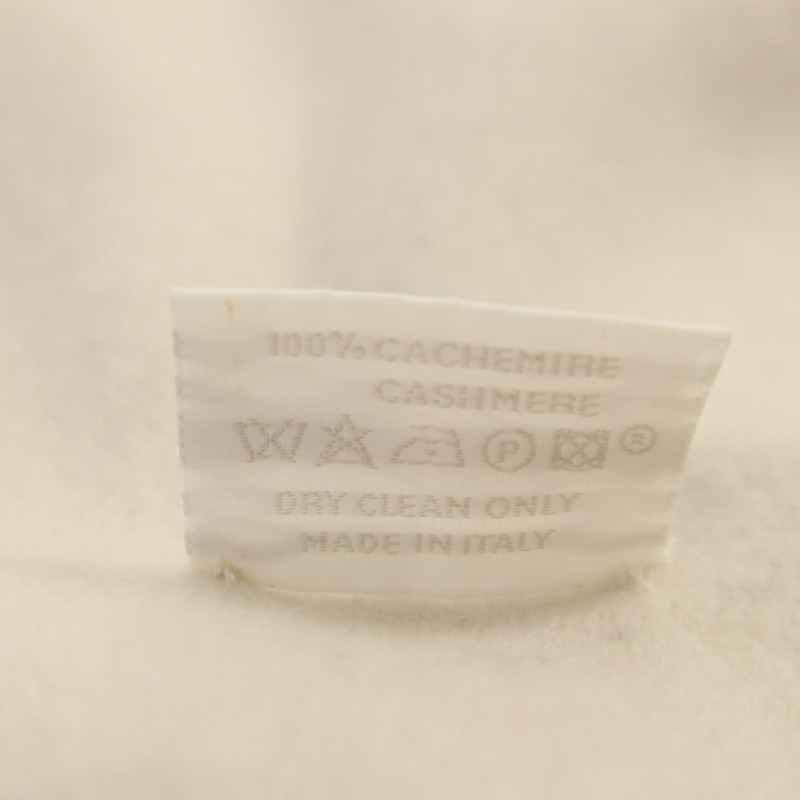 100% CACHEMIRE
CASHMERE
P ®
DRY CLEAN ONLY
MADE IN ITALY